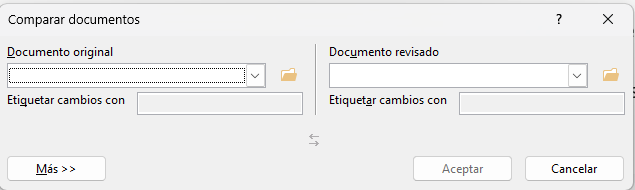 Comparar documentos
Documento original
Documento revisado
Etiquetar cambios con
Etiquetar cambios con
Más >>
Aceptar
Cancelar